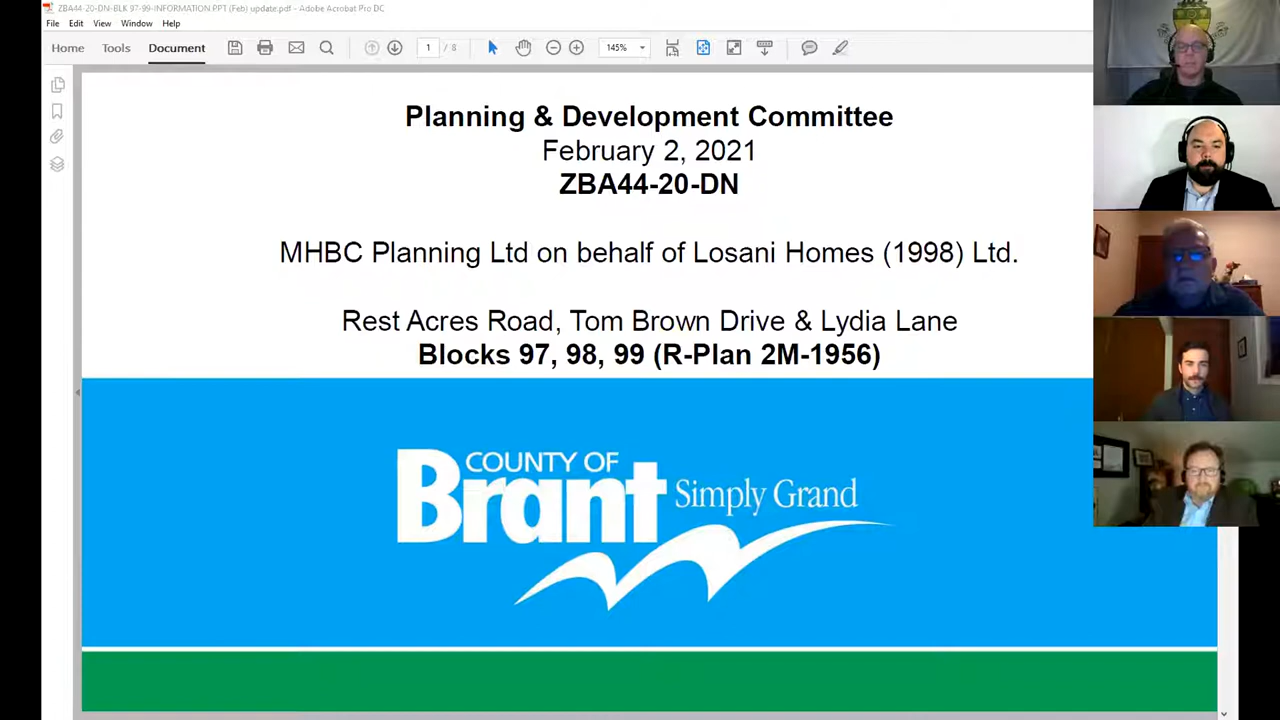 ZBA44-20-DN-BLK 97-99-INFORMATION PPT (Feb) update.pdf - Adobe Acrobat Pro DC
File Edit View Window Help
Home Tools Document 1 / 8 145%
Planning & Development Committee
February 2, 2021
ZBA44-20-DN
MHBC Planning Ltd on behalf of Losani Homes (1998) Ltd.
Rest Acres Road, Tom Brown Drive & Lydia Lane
Blocks 97, 98, 99 (R-Plan 2M-1956)
COUNTY OF
Brant Simply Grand